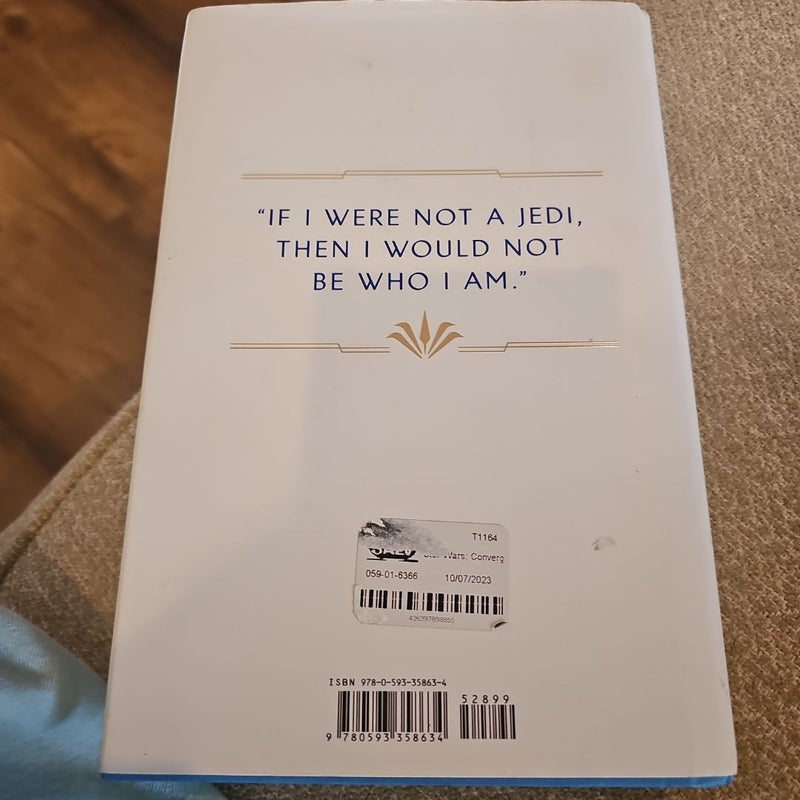 “IF I WERE NOT A JEDI,
THEN I WOULD NOT
BE WHO I AM.”
T1164
Wars: Converg
059-01-6366 10/07/2023
426397858855
ISBN 978-0-593-35863-4
52899
9 780593 358634